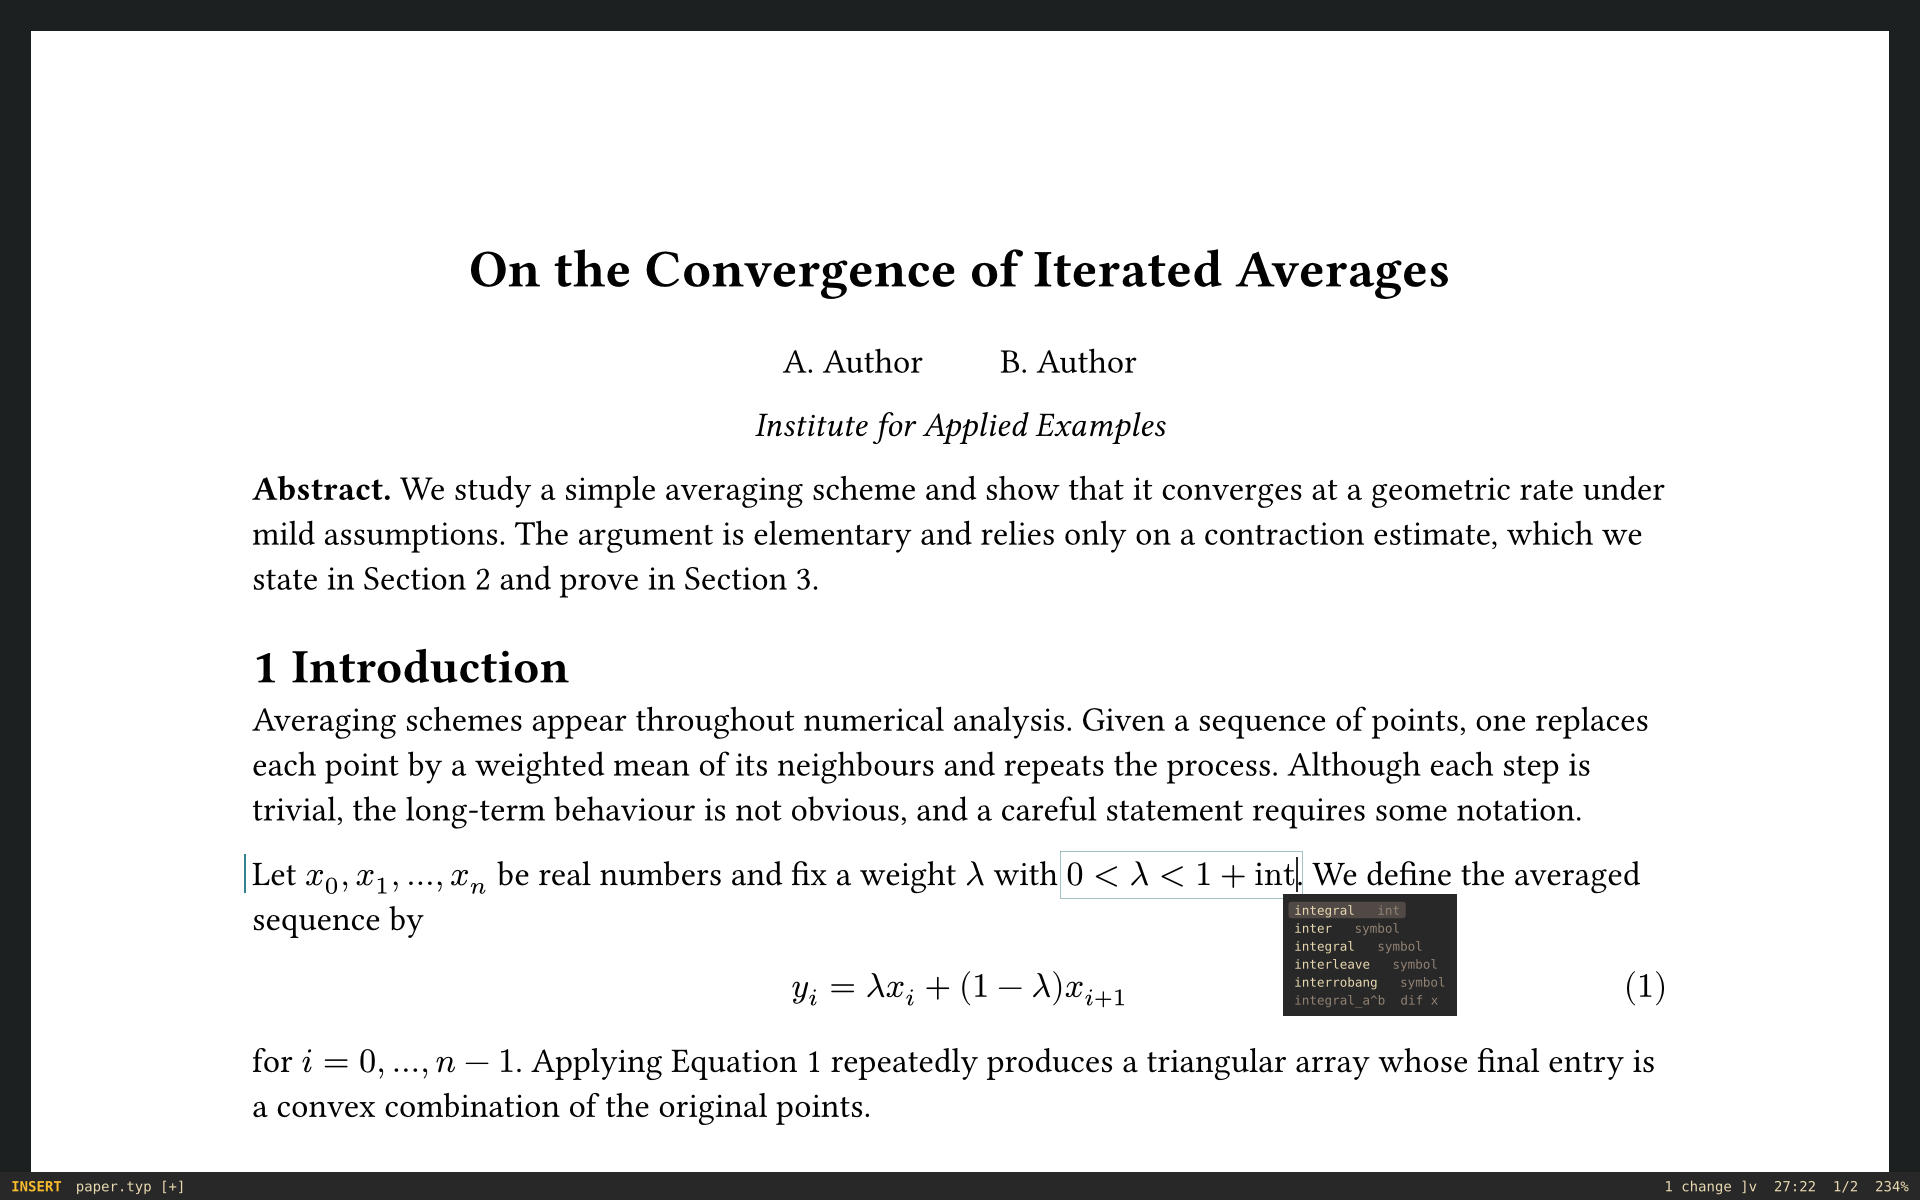 On the Convergence of Iterated Averages
A. Author B. Author
Institute for Applied Examples
Abstract. We study a simple averaging scheme and show that it converges at a geometric rate under
mild assumptions. The argument is elementary and relies only on a contraction estimate, which we
state in Section 2 and prove in Section 3.
1 Introduction
Averaging schemes appear throughout numerical analysis. Given a sequence of points, one replaces
each point by a weighted mean of its neighbours and repeats the process. Although each step is
trivial, the long-term behaviour is not obvious, and a careful statement requires some notation.
Let x₀, x₁, ..., xₙ be real numbers and fix a weight λ with 0 < λ < 1 + int. We define the averaged
sequence by
integral int
inter symbol
integral symbol
interleave symbol
interrobang symbol
integral_a^b dif x
yᵢ = λxᵢ + (1 − λ)xᵢ₊₁ (1)
for i = 0, ..., n − 1. Applying Equation 1 repeatedly produces a triangular array whose final entry is
a convex combination of the original points.
INSERT paper.typ [+] 1 change ]v 27:22 1/2 234%